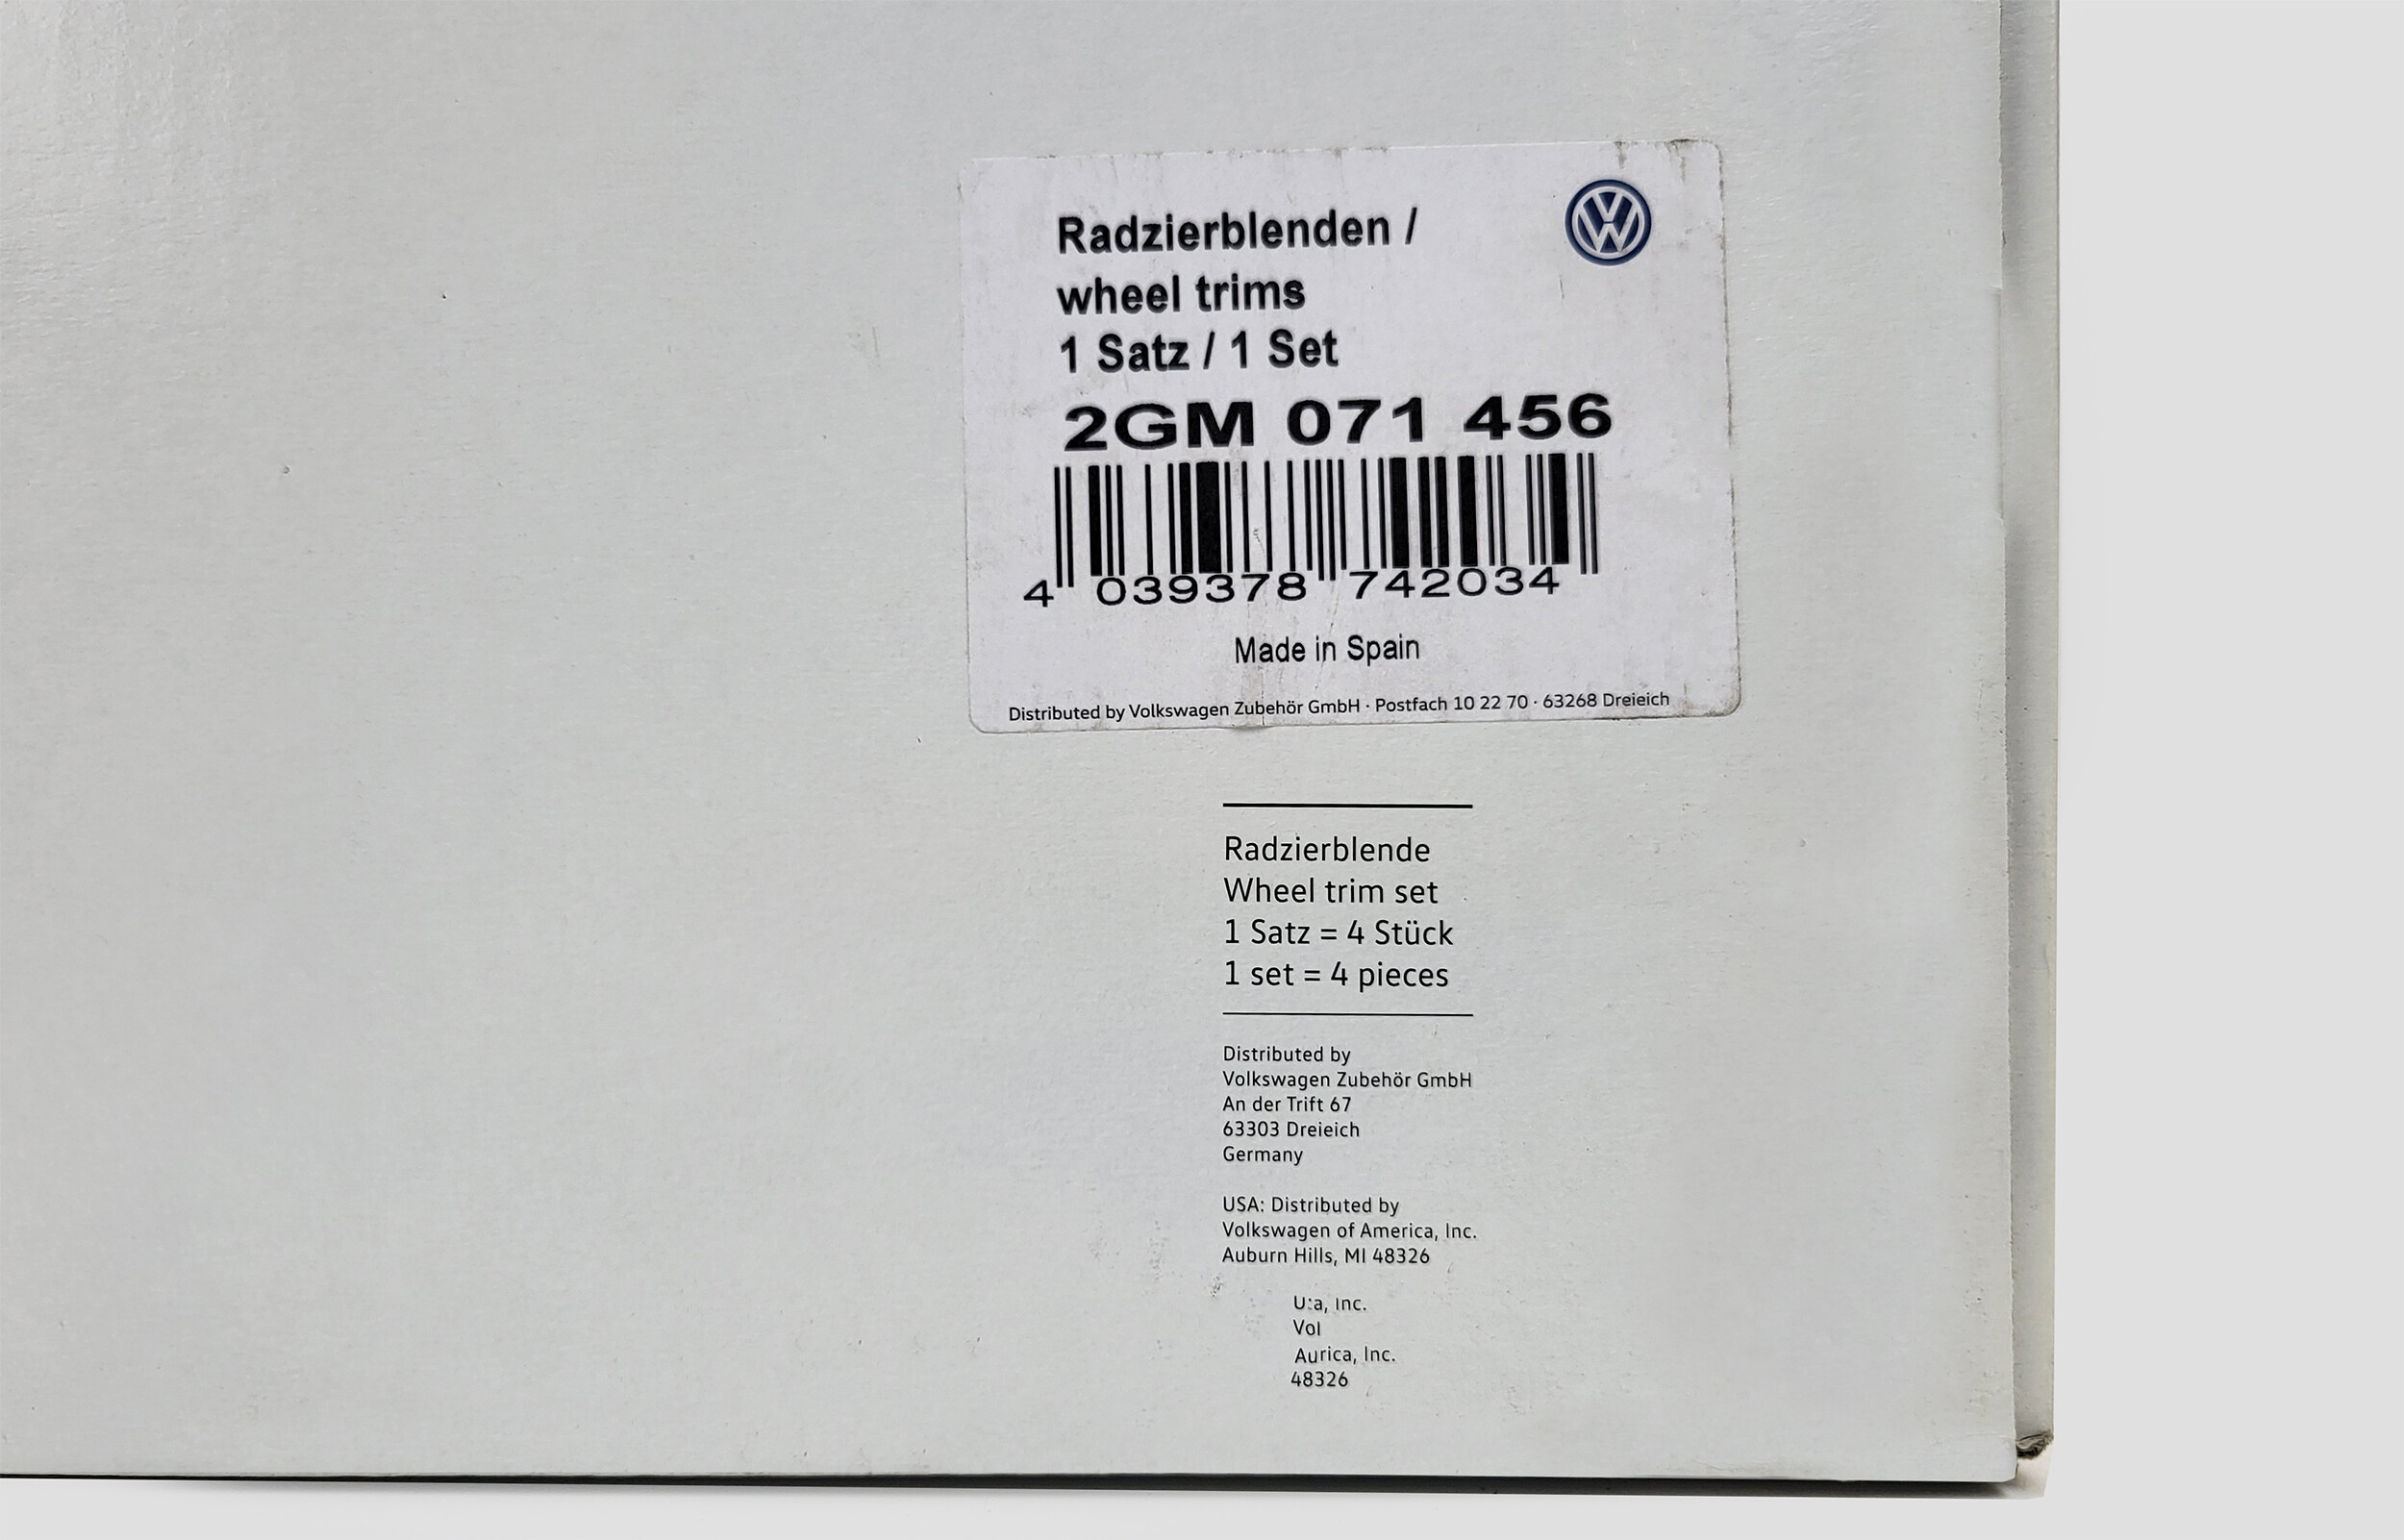 Radzierblenden /
wheel trims
1 Satz / 1 Set
2GM 071 456
4 039378 742034
Made in Spain
Distributed by Volkswagen Zubehör GmbH · Postfach 10 22 70 · 63268 Dreieich
Radzierblende
Wheel trim set
1 Satz = 4 Stück
1 set = 4 pieces
Distributed by
Volkswagen Zubehör GmbH
An der Trift 67
63303 Dreieich
Germany
USA: Distributed by
Volkswagen of America, Inc.
Auburn Hills, MI 48326
U:a, Inc.
Vol
Aurica, Inc.
48326